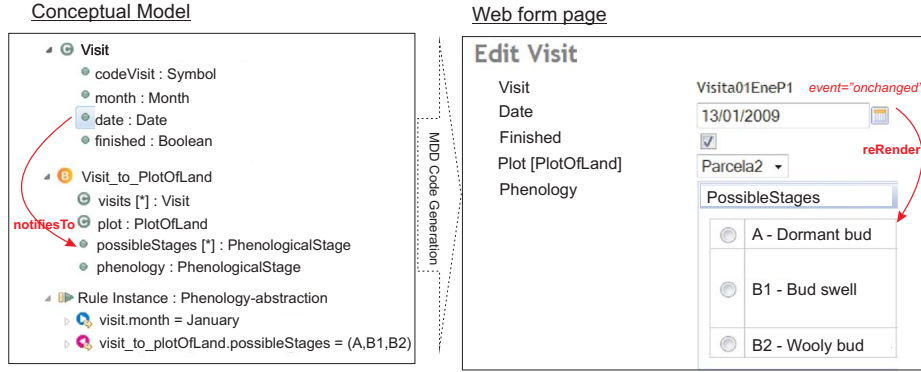 Conceptual Model
Visit
codeVisit : Symbol
month : Month
date : Date
finished : Boolean
B Visit_to_PlotOfLand
visits [*] : Visit
notifiesTo plot : PlotOfLand
possibleStages [*] : PhenologicalStage
phenology : PhenologicalStage
Rule Instance : Phenology-abstraction
visit.month = January
visit_to_plotOfLand.possibleStages = (A,B1,B2)
MDD Code Generation
Web form page
Edit Visit
Visit Visita01EneP1 event="onchanged"
Date 13/01/2009
Finished
reRender
Plot [PlotOfLand] Parcela2
Phenology
PossibleStages
A - Dormant bud
B1 - Bud swell
B2 - Wooly bud